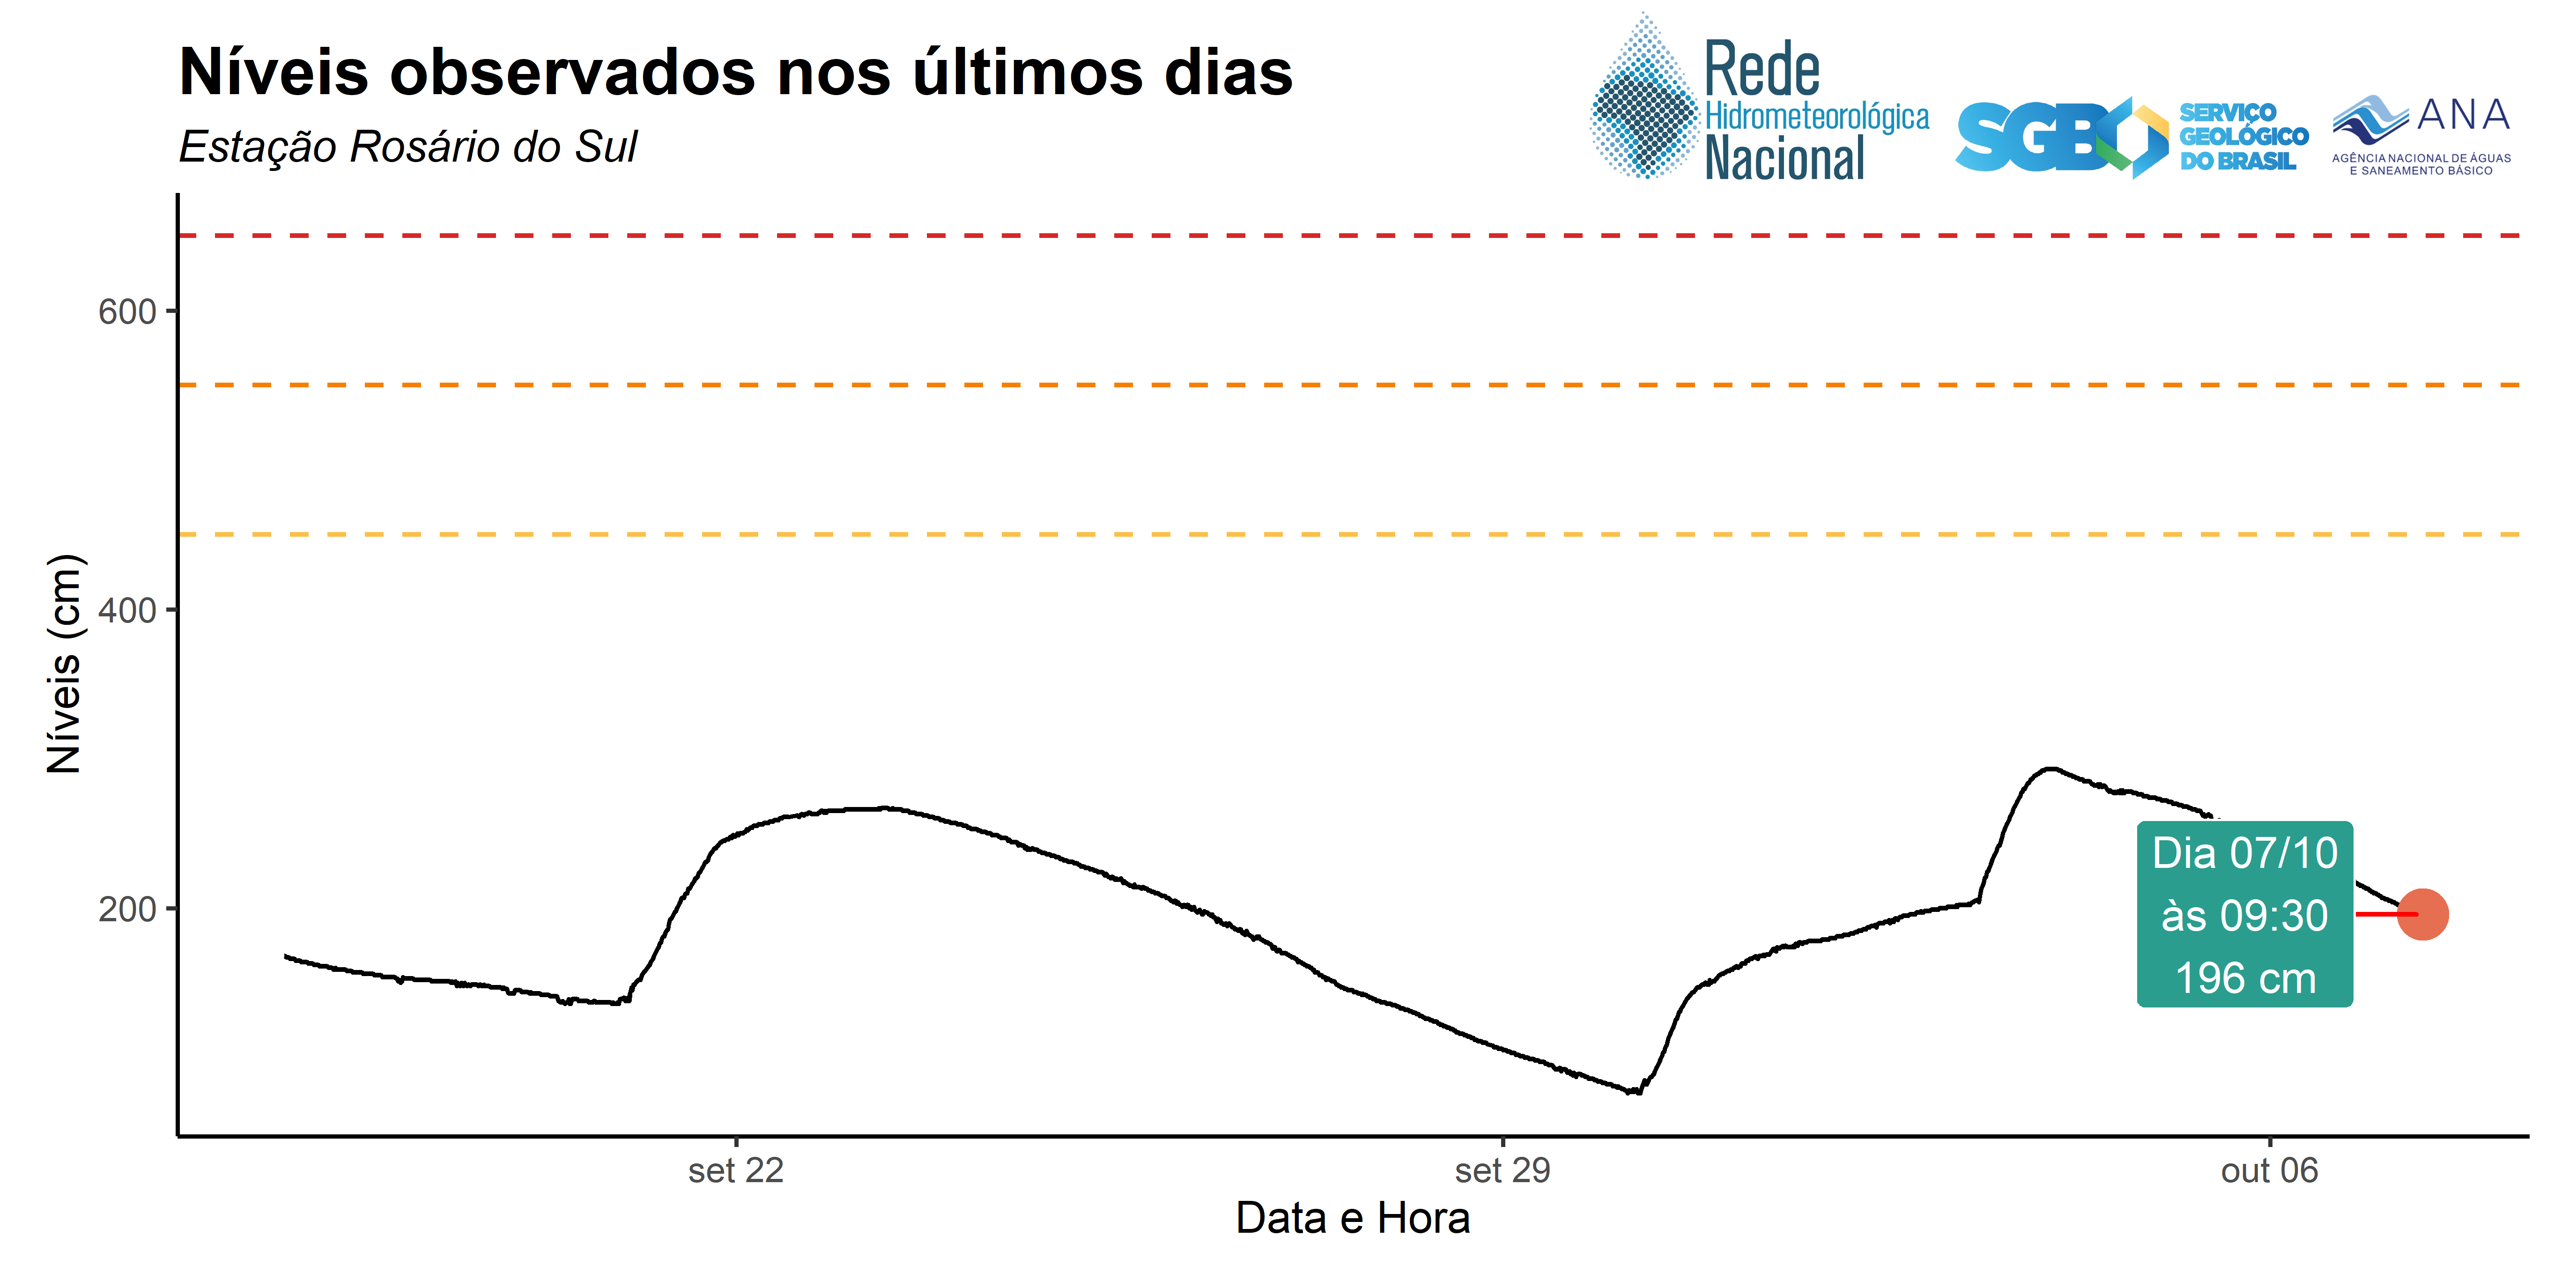 Níveis observados nos últimos dias
Estação Rosário do Sul
Rede
Hidrometeorológica
Nacional
SGB
SERVIÇO
GEOLÓGICO
DO BRASIL
ANA
AGÊNCIA NACIONAL DE ÁGUAS
E SANEAMENTO BÁSICO
Níveis (cm)
600
400
200
Dia 07/10
às 09:30
196 cm
set 22
set 29
out 06
Data e Hora